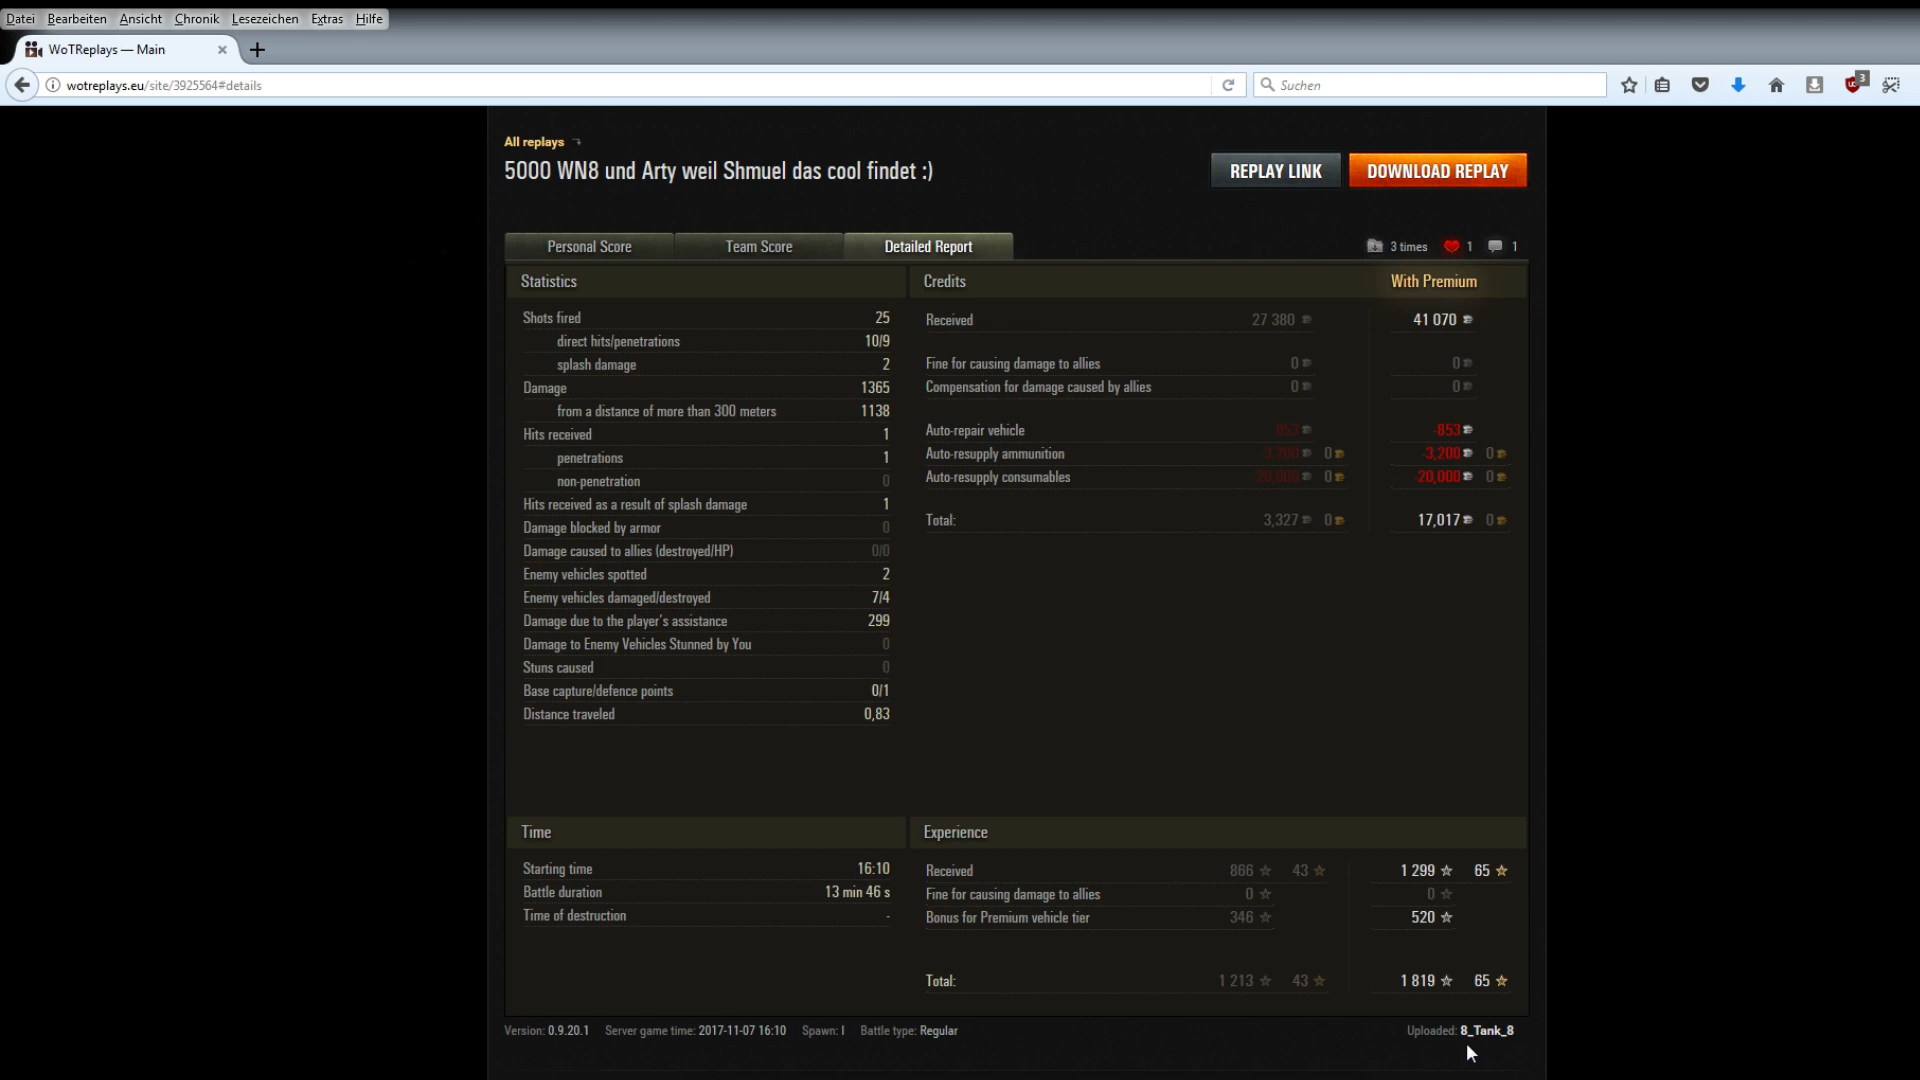 Datei Bearbeiten Ansicht Chronik Lesezeichen Extras Hilfe
WoTReplays — Main
wotreplays.eu/site/3925564#details
Suchen
3
All replays
5000 WN8 und Arty weil Shmuel das cool findet :)
REPLAY LINK
DOWNLOAD REPLAY
Personal Score
Team Score
Detailed Report
3 times 1 1
Statistics
Shots fired 25
direct hits/penetrations 10/9
splash damage 2
Damage 1365
from a distance of more than 300 meters 1138
Hits received 1
penetrations 1
non-penetration 0
Hits received as a result of splash damage 1
Damage blocked by armor 0
Damage caused to allies (destroyed/HP) 0/0
Enemy vehicles spotted 2
Enemy vehicles damaged/destroyed 7/4
Damage due to the player's assistance 299
Damage to Enemy Vehicles Stunned by You 0
Stuns caused 0
Base capture/defence points 0/1
Distance traveled 0,83
Credits With Premium
Received 27 380 41 070
Fine for causing damage to allies 0 0
Compensation for damage caused by allies 0 0
Auto-repair vehicle -853 -853
Auto-resupply ammunition -3,200 0 -3,200 0
Auto-resupply consumables -20,000 0 -20,000 0
Total: 3,327 0 17,017 0
Time
Starting time 16:10
Battle duration 13 min 46 s
Time of destruction -
Experience
Received 866 43 1 299 65
Fine for causing damage to allies 0 0
Bonus for Premium vehicle tier 346 520
Total: 1 213 43 1 819 65
Version: 0.9.20.1 Server game time: 2017-11-07 16:10 Spawn: I Battle type: Regular
Uploaded: 8_Tank_8